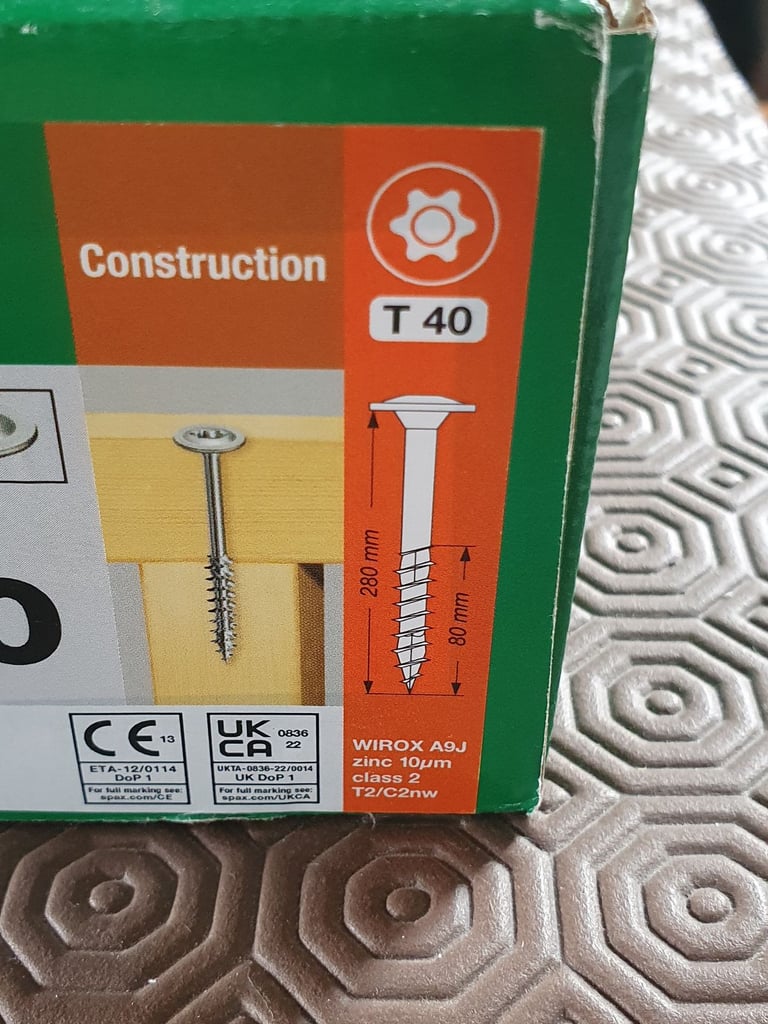 Construction
T 40
280 mm
80 mm
0
CE 13
ETA-12/0114
DoP 1
For full marking see:
spax.com/CE
UK
CA
0836
22
UKTA-0836-22/0014
UK DoP 1
For full marking see:
spax.com/UKCA
WIROX A9J
zinc 10µm
class 2
T2/C2nw